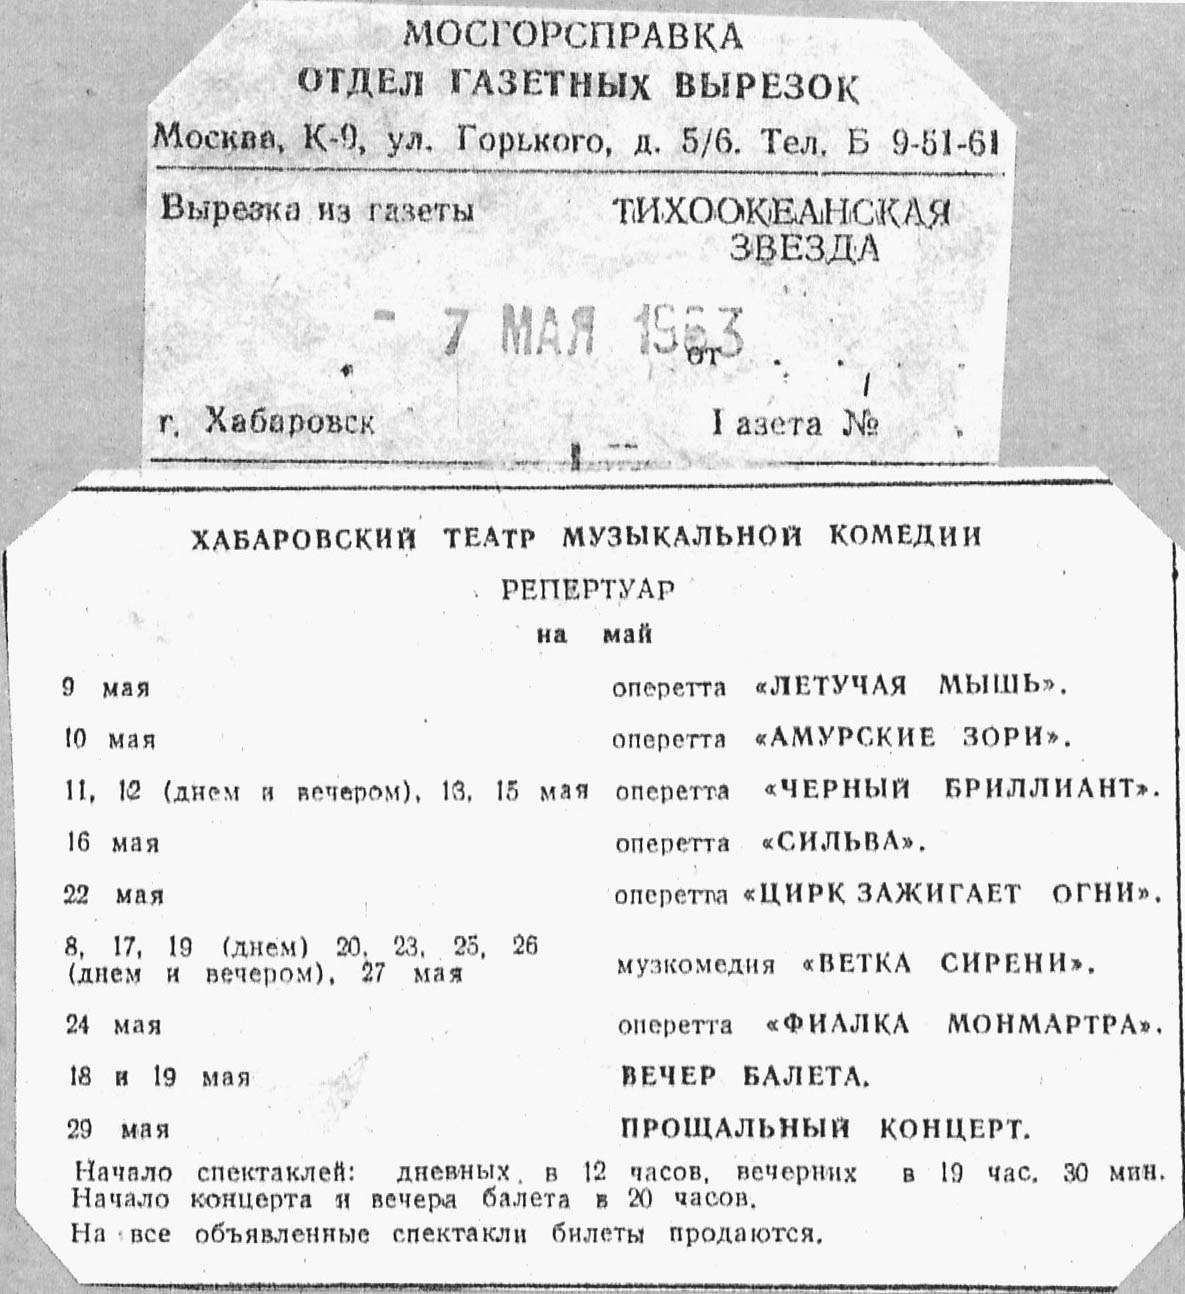 МОСГОРСПРАВКА
ОТДЕЛ ГАЗЕТНЫХ ВЫРЕЗОК
Москва, К-9, ул. Горького, д. 5/6. Тел. Б 9-51-61
Вырезка из газеты ТИХООКЕАНСКАЯ
ЗВЕЗДА
- 7 МАЯ 1963
от . . .
г. Хабаровск Газета №
ХАБАРОВСКИЙ ТЕАТР МУЗЫКАЛЬНОЙ КОМЕДИИ
РЕПЕРТУАР
на май
9 мая оперетта «ЛЕТУЧАЯ МЫШЬ».
10 мая оперетта «АМУРСКИЕ ЗОРИ».
11, 12 (днем и вечером), 13, 15 мая оперетта «ЧЕРНЫЙ БРИЛЛИАНТ».
16 мая оперетта «СИЛЬВА».
22 мая оперетта «ЦИРК ЗАЖИГАЕТ ОГНИ».
8, 17, 19 (днем) 20, 23, 25, 26
(днем и вечером), 27 мая музкомедия «ВЕТКА СИРЕНИ».
24 мая оперетта «ФИАЛКА МОНМАРТРА».
18 и 19 мая ВЕЧЕР БАЛЕТА.
29 мая ПРОЩАЛЬНЫЙ КОНЦЕРТ.
Начало спектаклей: дневных в 12 часов, вечерних в 19 час. 30 мин.
Начало концерта и вечера балета в 20 часов.
На все объявленные спектакли билеты продаются.